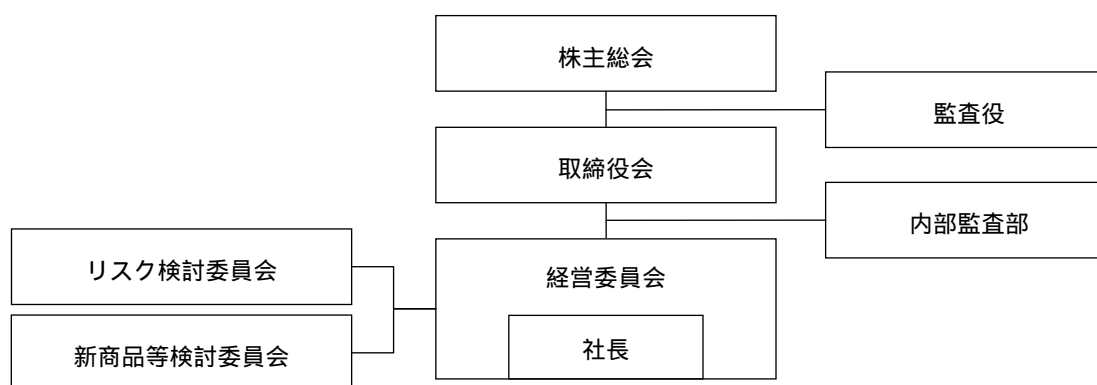 株主総会
監査役
取締役会
内部監査部
リスク検討委員会
経営委員会
新商品等検討委員会
社長